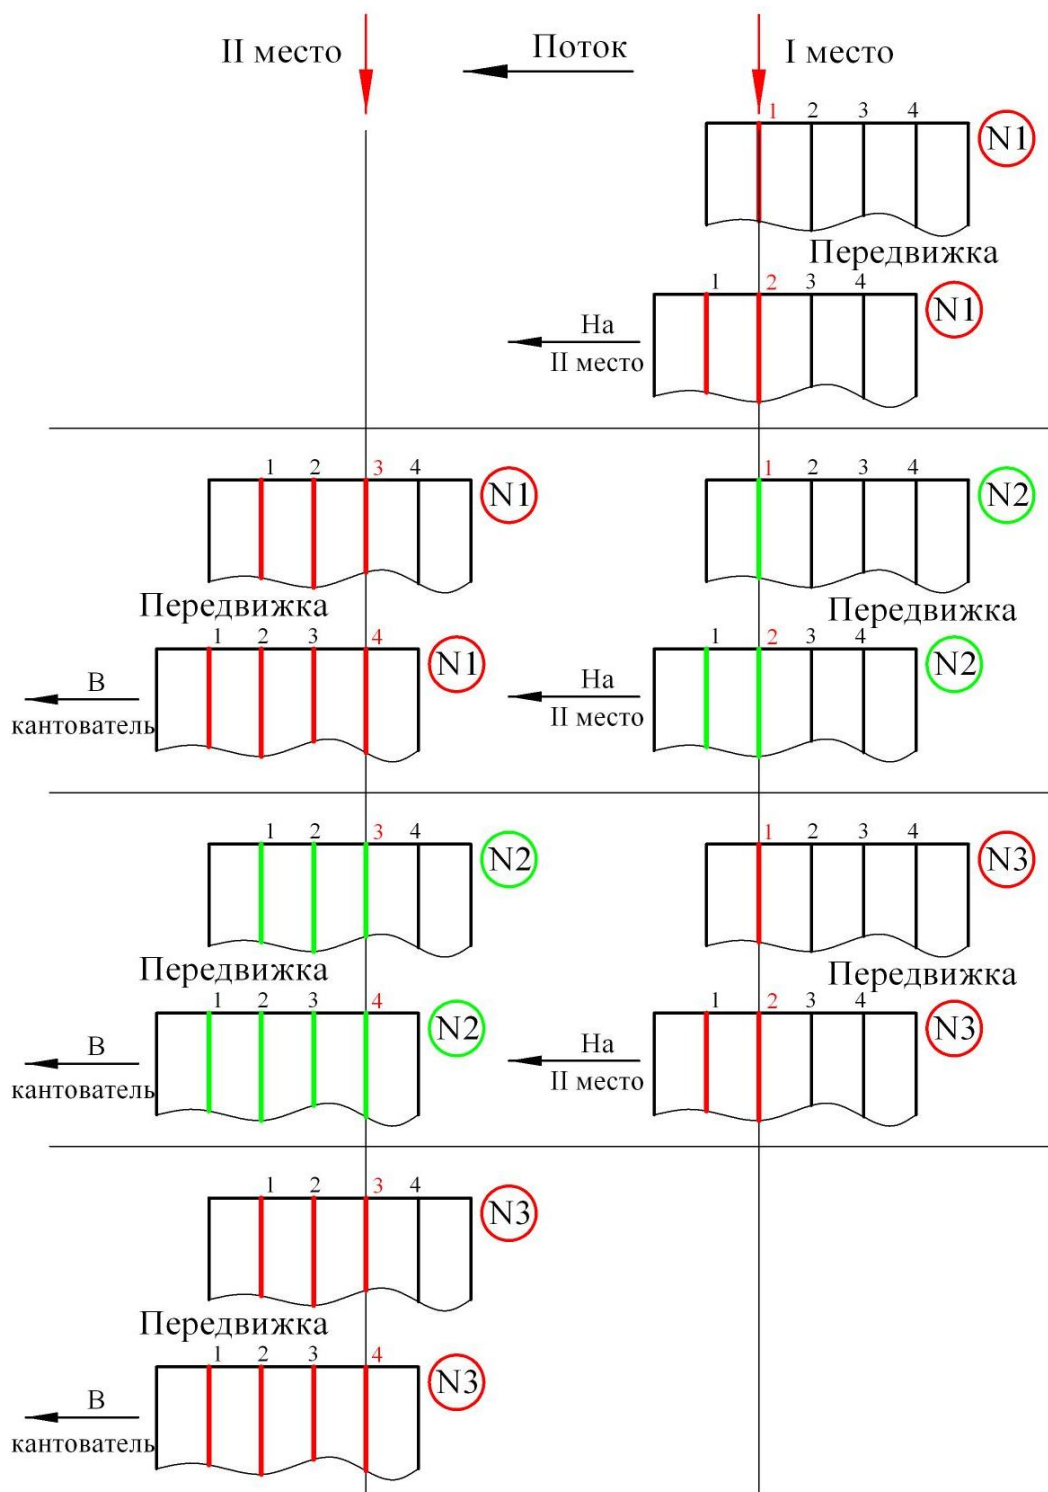 II место
Поток
I место
1 2 3 4
N1
Передвижка
1 2 3 4
N1
На
II место
1 2 3 4
N1
1 2 3 4
N2
Передвижка
Передвижка
1 2 3 4
N1
В
кантователь
1 2 3 4
N2
На
II место
1 2 3 4
N2
1 2 3 4
N3
Передвижка
Передвижка
1 2 3 4
N2
В
кантователь
1 2 3 4
N3
На
II место
1 2 3 4
N3
Передвижка
1 2 3 4
N3
В
кантователь